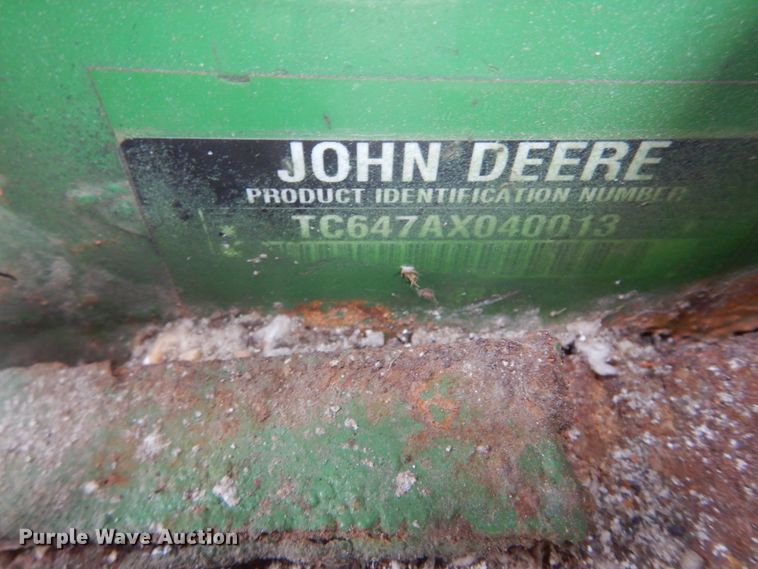 JOHN DEERE
PRODUCT IDENTIFICATION NUMBER
TC647AX040013
Purple Wave Auction®